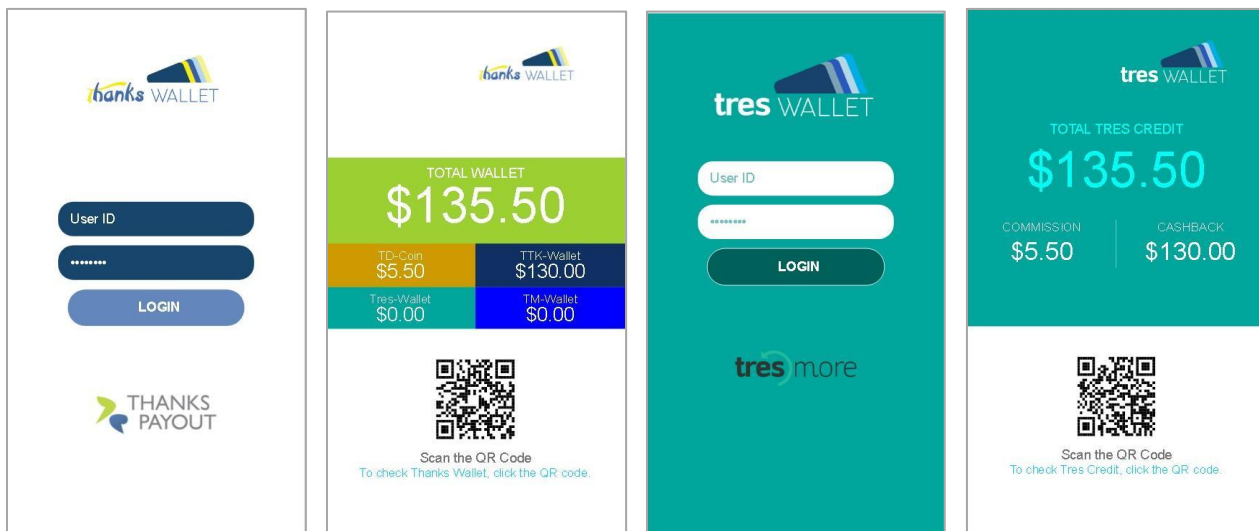 thanks WALLET
User ID
••••••••
LOGIN
THANKS
PAYOUT
thanks WALLET
TOTAL WALLET
$135.50
TD-Coin
$5.50
TTK-Wallet
$130.00
Tres-Wallet
$0.00
TM-Wallet
$0.00
Scan the QR Code
To check Thanks Wallet, click the QR code.
tres WALLET
User ID
••••••••
LOGIN
tres more
tres WALLET
TOTAL TRES CREDIT
$135.50
COMMISSION
$5.50
CASHBACK
$130.00
Scan the QR Code
To check Tres Credit, click the QR code.